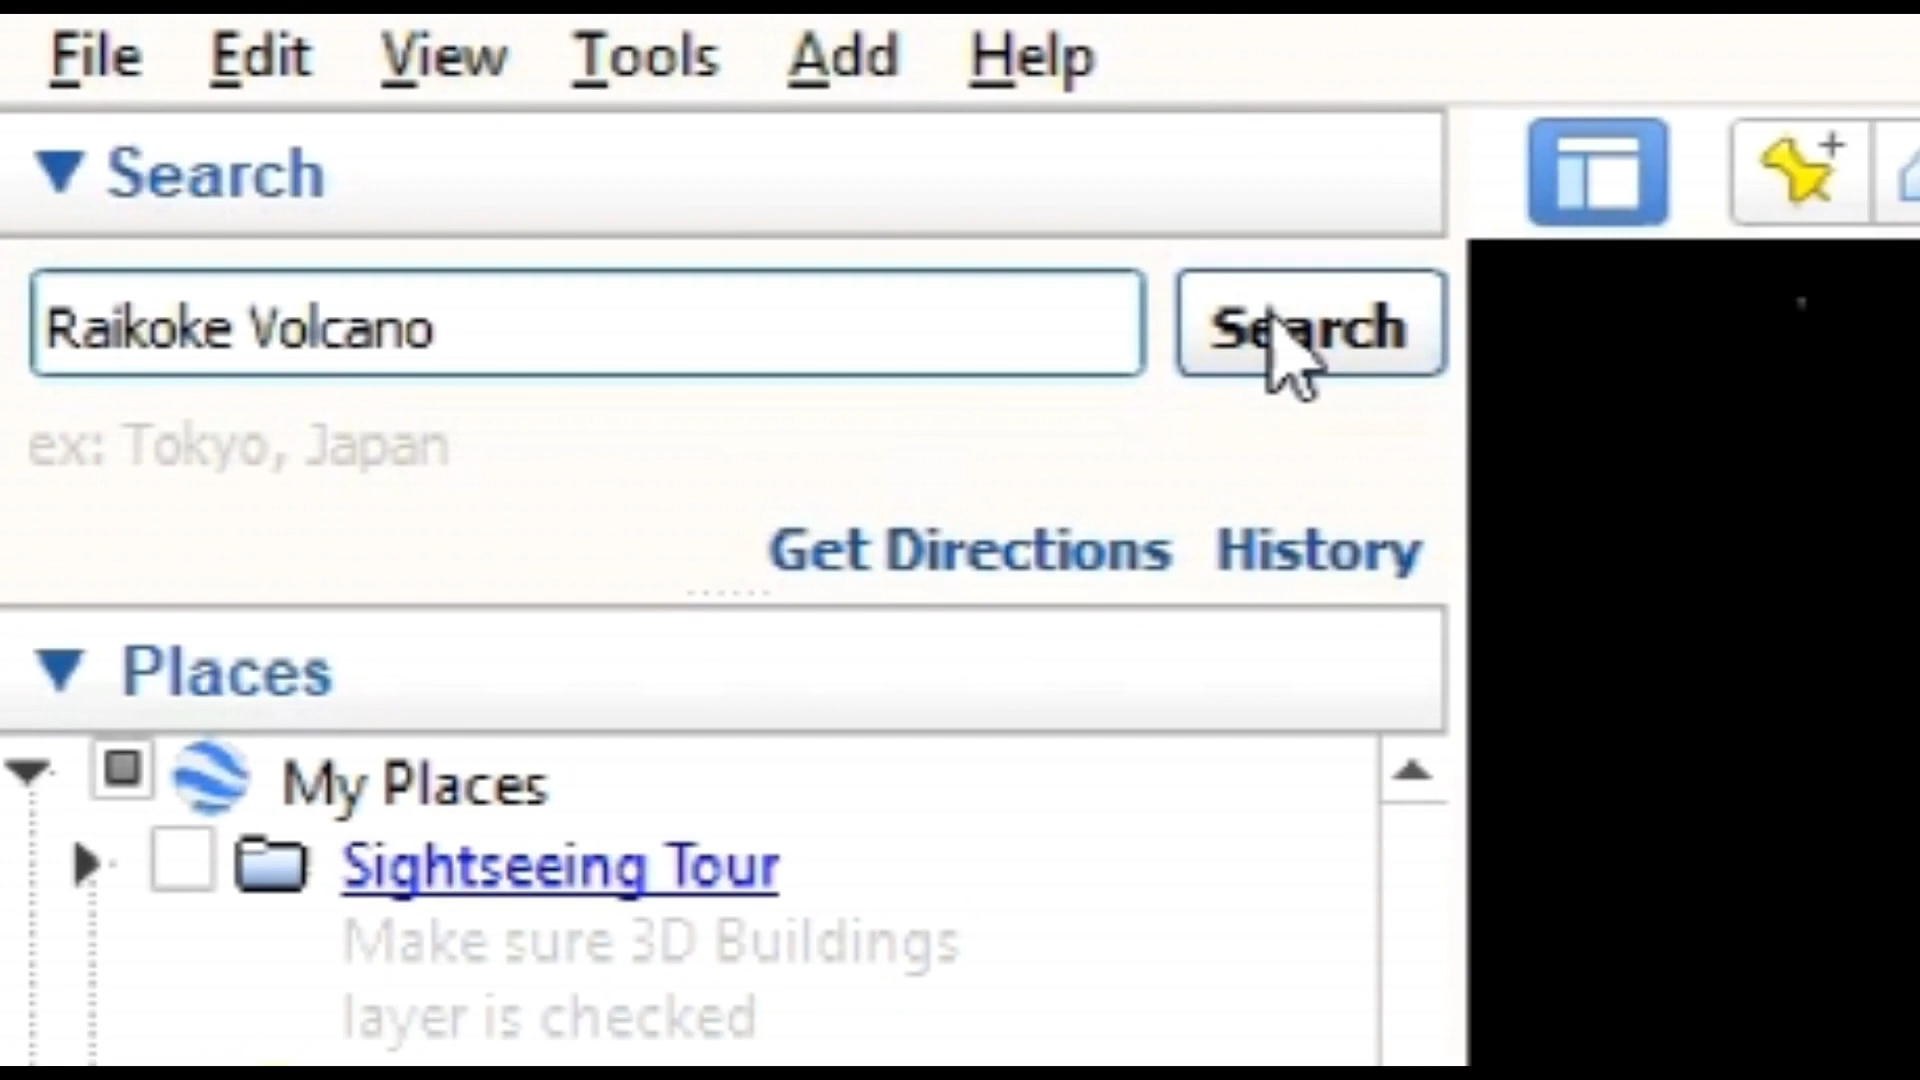 File Edit View Tools Add Help
Search
Raikoke Volcano Search
ex: Tokyo, Japan
Get Directions History
Places
My Places
Sightseeing Tour
Make sure 3D Buildings
layer is checked